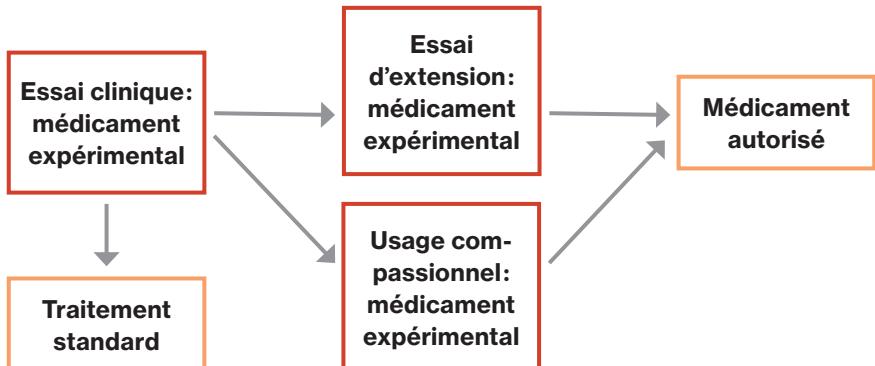 Essai clinique:
médicament
expérimental
Essai
d’extension:
médicament
expérimental
Médicament
autorisé
Usage com-
passionnel:
médicament
expérimental
Traitement
standard